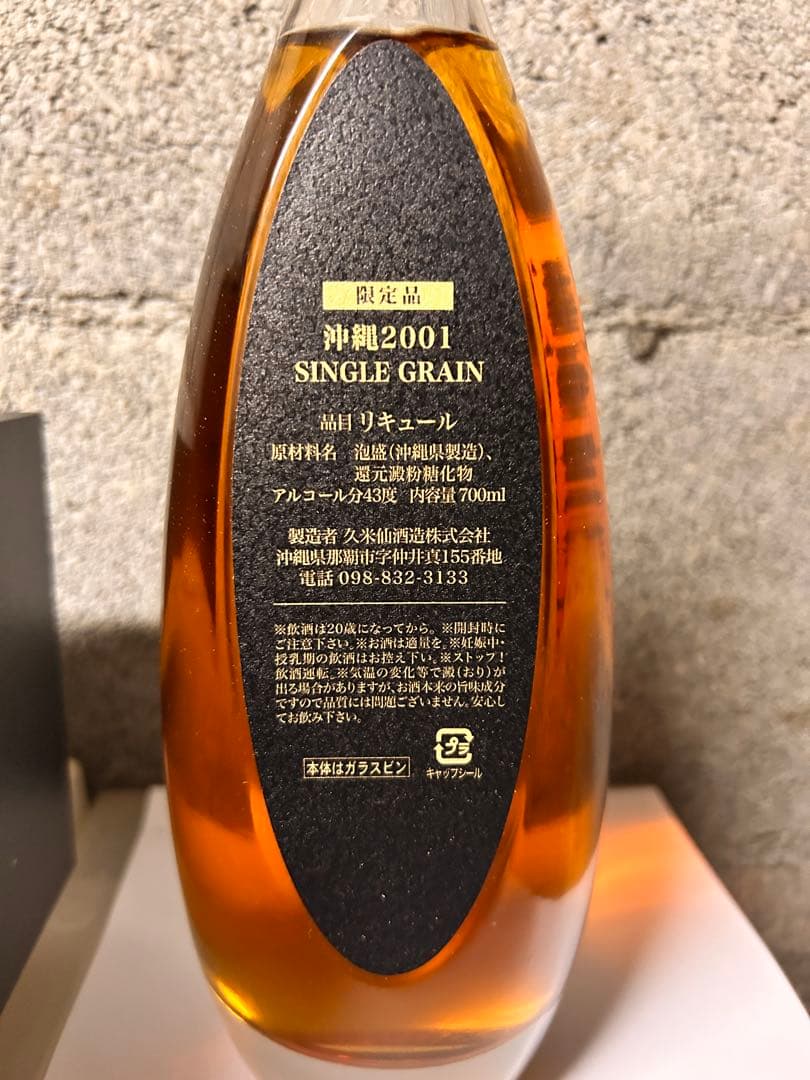 限定品
沖縄2001
SINGLE GRAIN
品目 リキュール
原材料名 泡盛(沖縄県製造)、
還元澱粉糖化物
アルコール分43度 内容量700ml
製造者 久米仙酒造株式会社
沖縄県那覇市字仲井真155番地
電話 098-832-3133
※飲酒は20歳になってから。※開封時に
ご注意下さい。※お酒は適量を。※妊娠中・
授乳期の飲酒はお控え下い。※ストップ!
飲酒運転。※気温の変化等で澱(おり)が
出る場合がありますが、お酒本来の旨味成分
ですので品質には問題ございません。安心し
てお飲み下さい。
本体はガラスビン
プラ
キャップシール